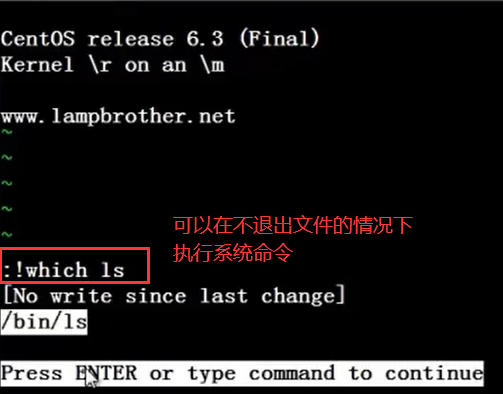 CentOS release 6.3 (Final)
Kernel \r on an \m
www.lampbrother.net
~
~
~
~
~
可以在不退出文件的情况下
执行系统命令
:!which ls
[No write since last change]
/bin/ls
Press ENTER or type command to continue